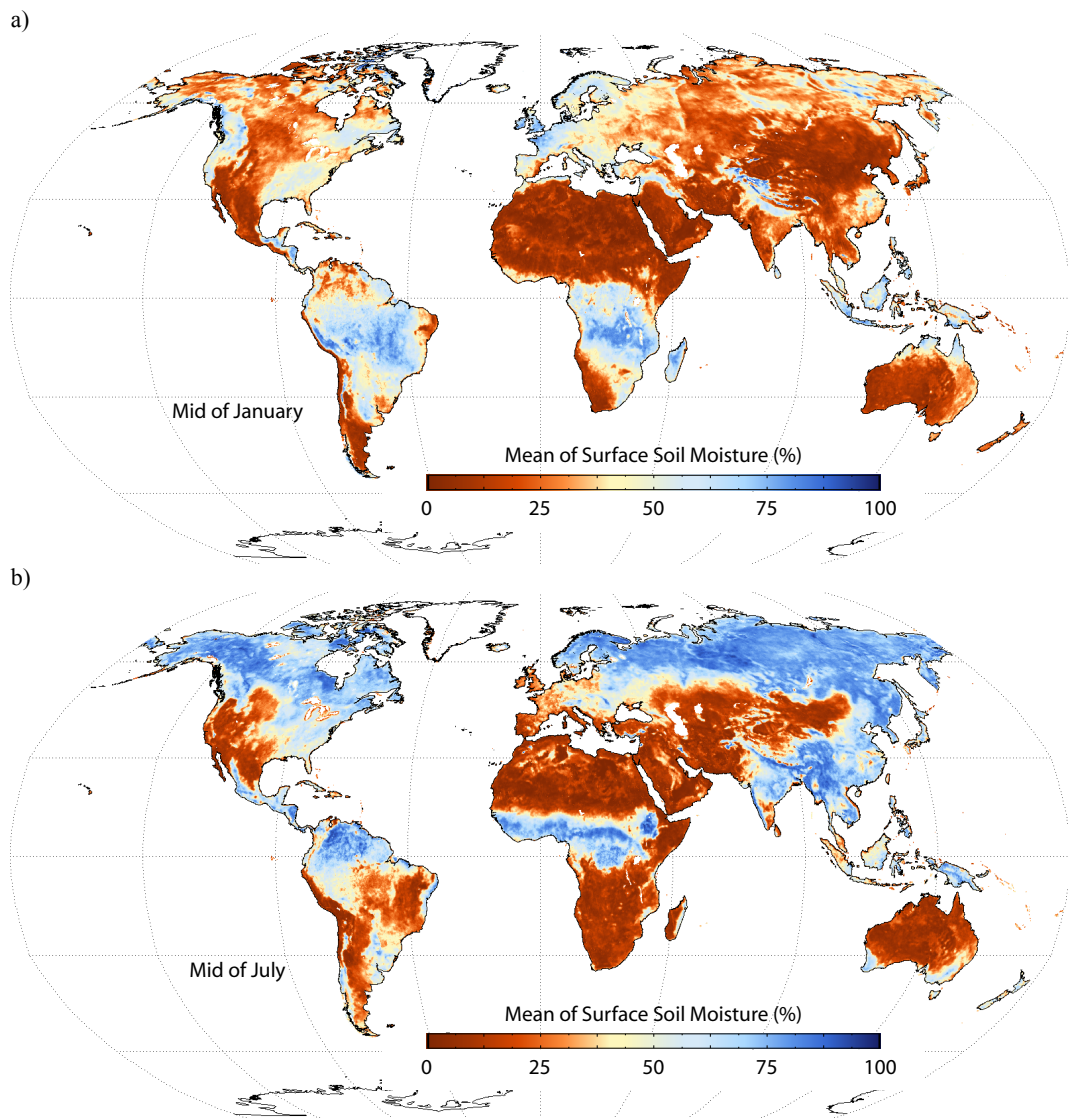 a)
Mid of January
Mean of Surface Soil Moisture (%)
0 25 50 75 100
b)
Mid of July
Mean of Surface Soil Moisture (%)
0 25 50 75 100